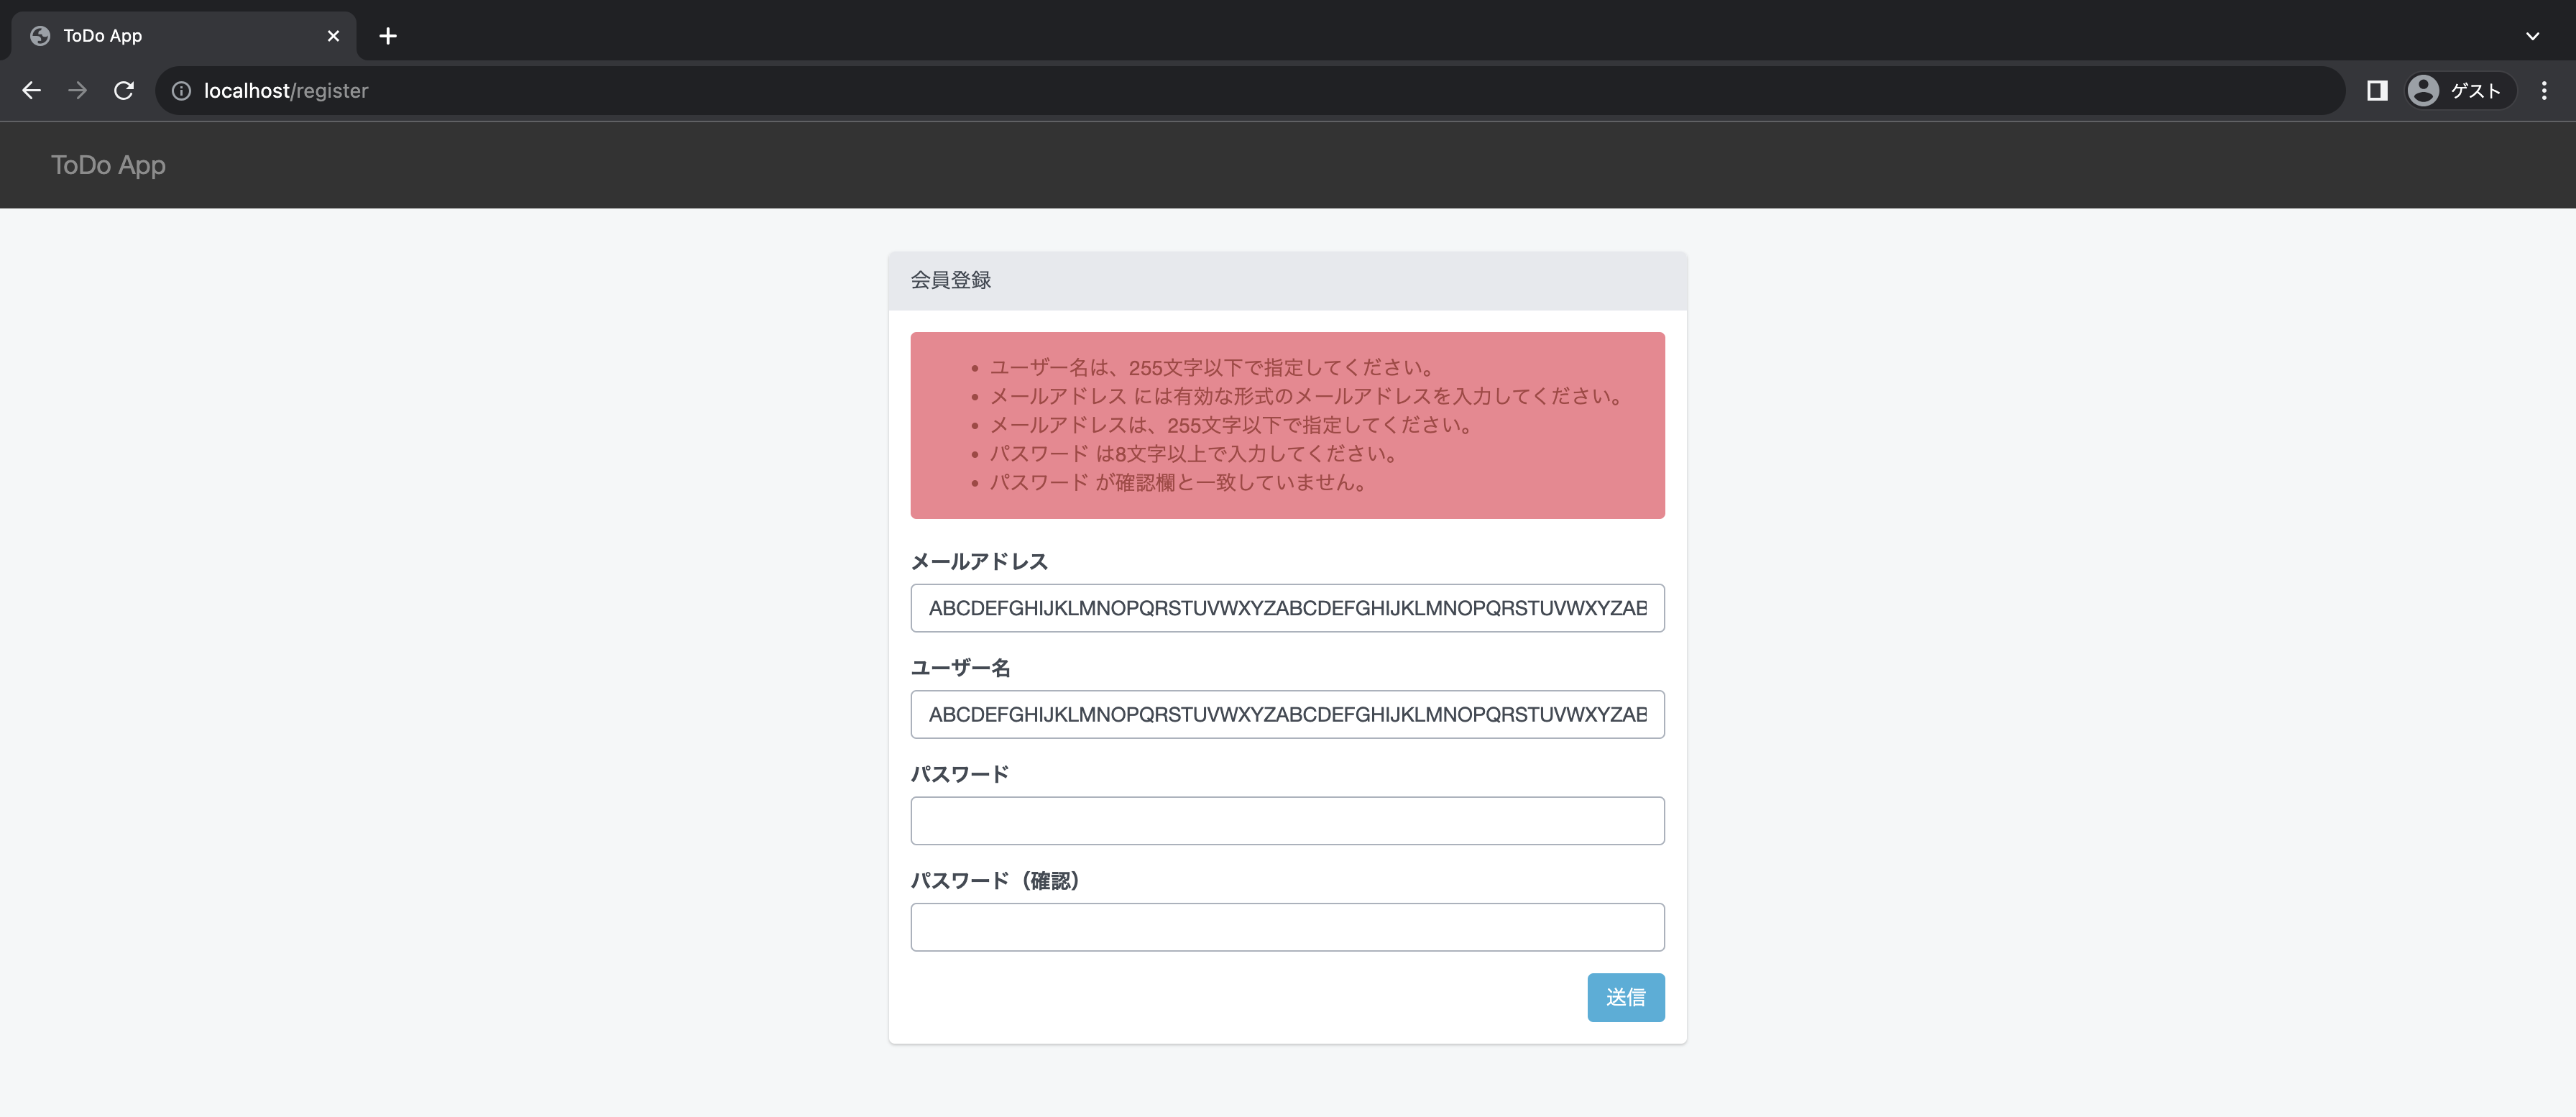 ToDo App
localhost/register
ゲスト
ToDo App
会員登録
ユーザー名は、255文字以下で指定してください。
メールアドレス には有効な形式のメールアドレスを入力してください。
メールアドレスは、255文字以下で指定してください。
パスワード は8文字以上で入力してください。
パスワード が確認欄と一致していません。
メールアドレス
ABCDEFGHIJKLMNOPQRSTUVWXYZABCDEFGHIJKLMNOPQRSTUVWXYZAB
ユーザー名
ABCDEFGHIJKLMNOPQRSTUVWXYZABCDEFGHIJKLMNOPQRSTUVWXYZAB
パスワード
パスワード（確認）
送信